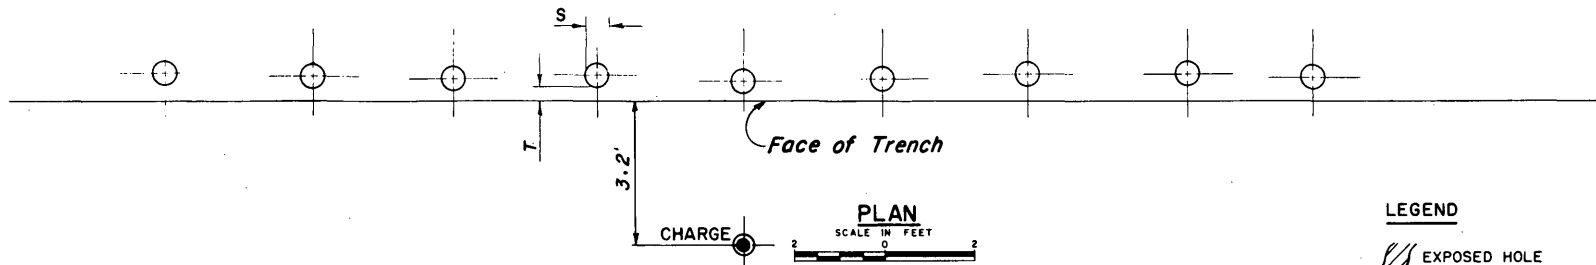 S
T
3.2'
Face of Trench
CHARGE
PLAN
SCALE IN FEET
2 0 2
LEGEND
EXPOSED HOLE